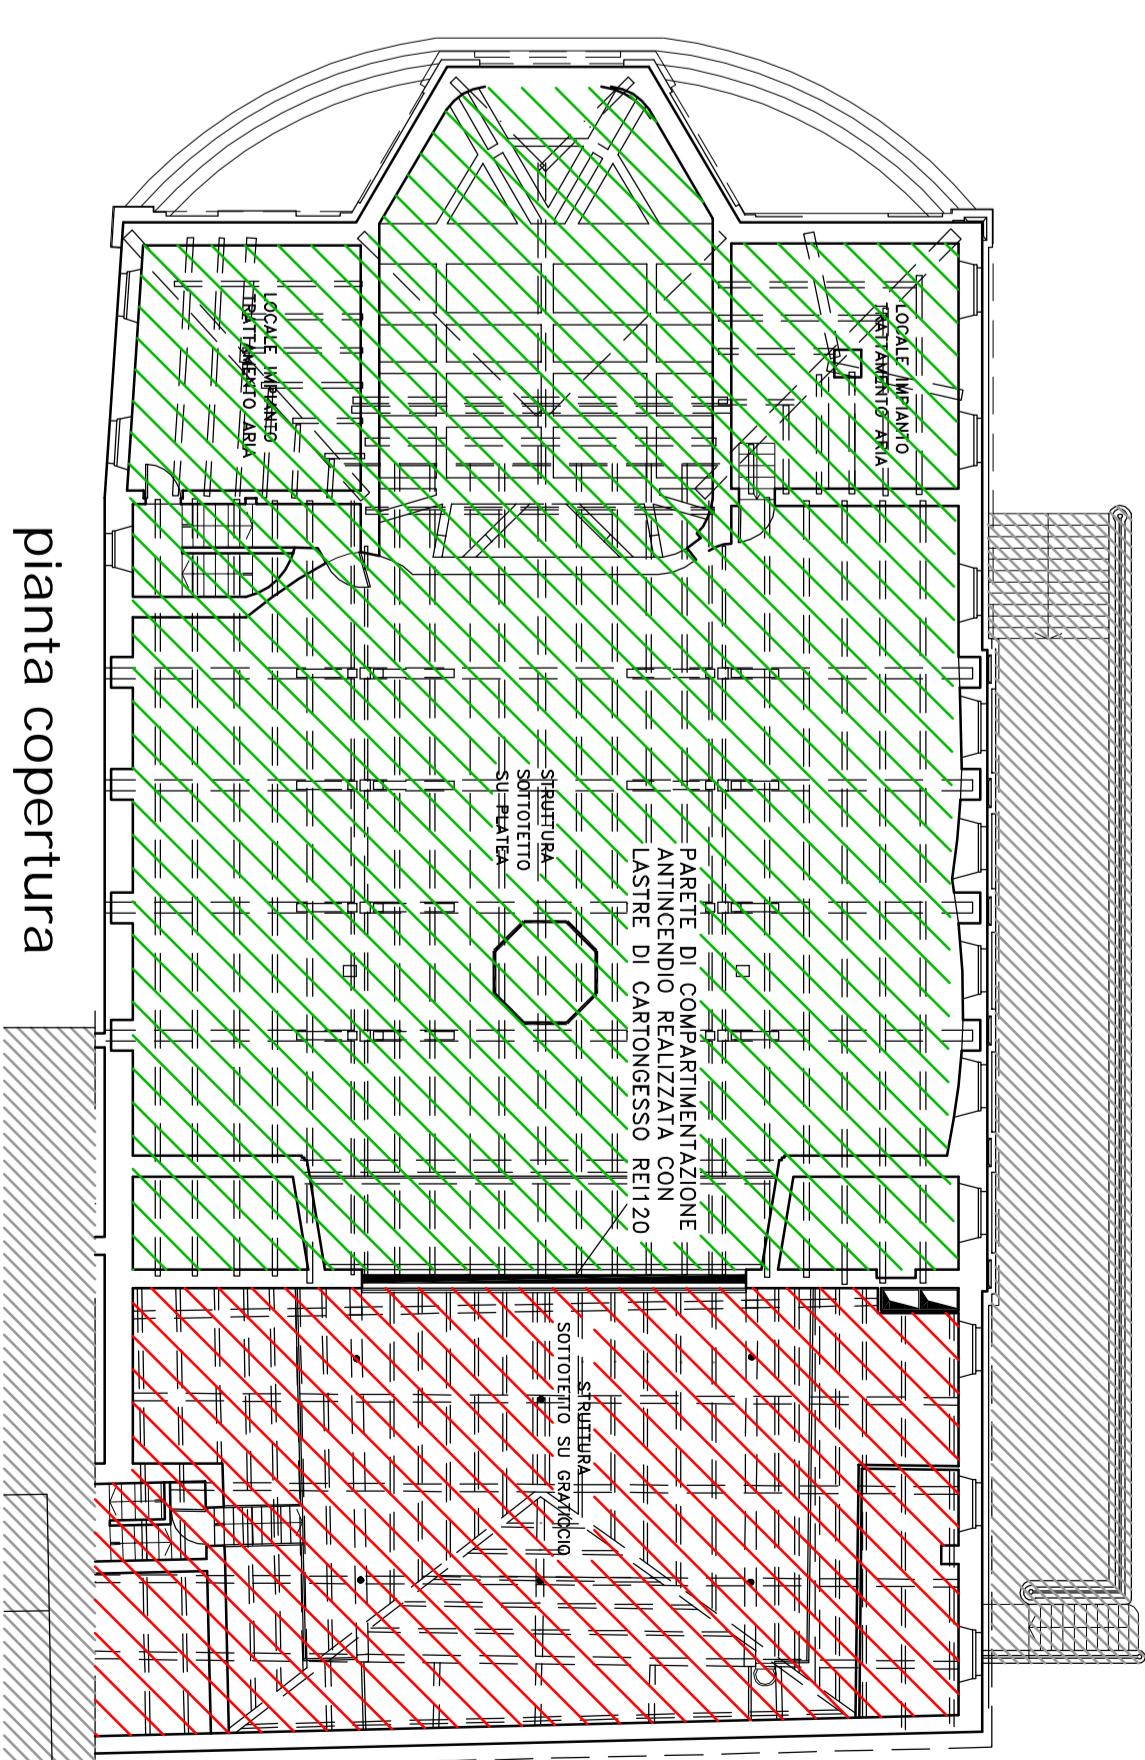 LOCALE IMPIANTO
TRATTAMENTO ARIA
LOCALE IMPIANTO
TRATTAMENTO ARIA
STRUTTURA
SOTTOTETTO
SU PLATEA
PARETE DI COMPARTIMENTAZIONE
ANTINCENDIO REALIZZATA CON
LASTRE DI CARTONGESSO REI120
STRUTTURA
SOTTOTETTO SU GRATICCIO
pianta copertura